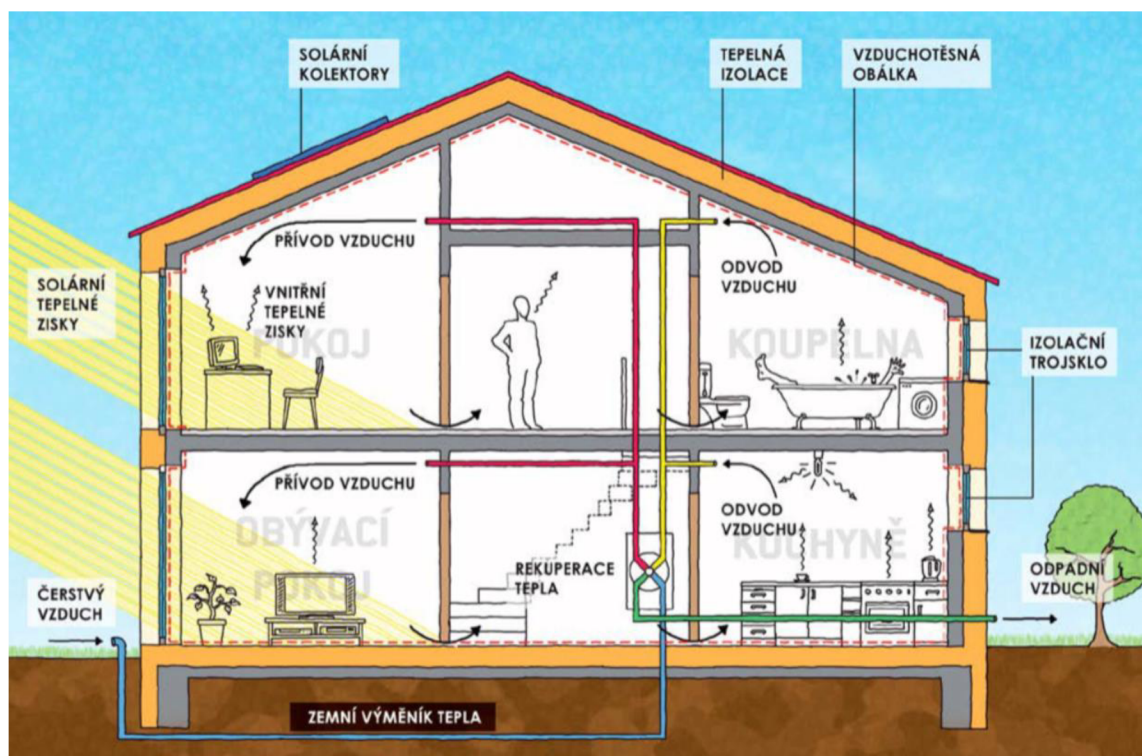 SOLÁRNÍ
KOLEKTORY
TEPELNÁ
IZOLACE
VZDUCHOTĚSNÁ
OBÁLKA
PŘÍVOD VZDUCHU
ODVOD
VZDUCHU
SOLÁRNÍ
TEPELNÉ
ZISKY
VNITŘNÍ
TEPELNÉ
ZISKY
POKOJ
KOUPELNA
IZOLAČNÍ
TROJSKLO
PŘÍVOD VZDUCHU
ODVOD
VZDUCHU
OBÝVACÍ
POKOJ
KUCHYNĚ
REKUPERACE
TEPLA
ČERSTVÝ
VZDUCH
ODPADNÍ
VZDUCH
ZEMNÍ VÝMĚNÍK TEPLA